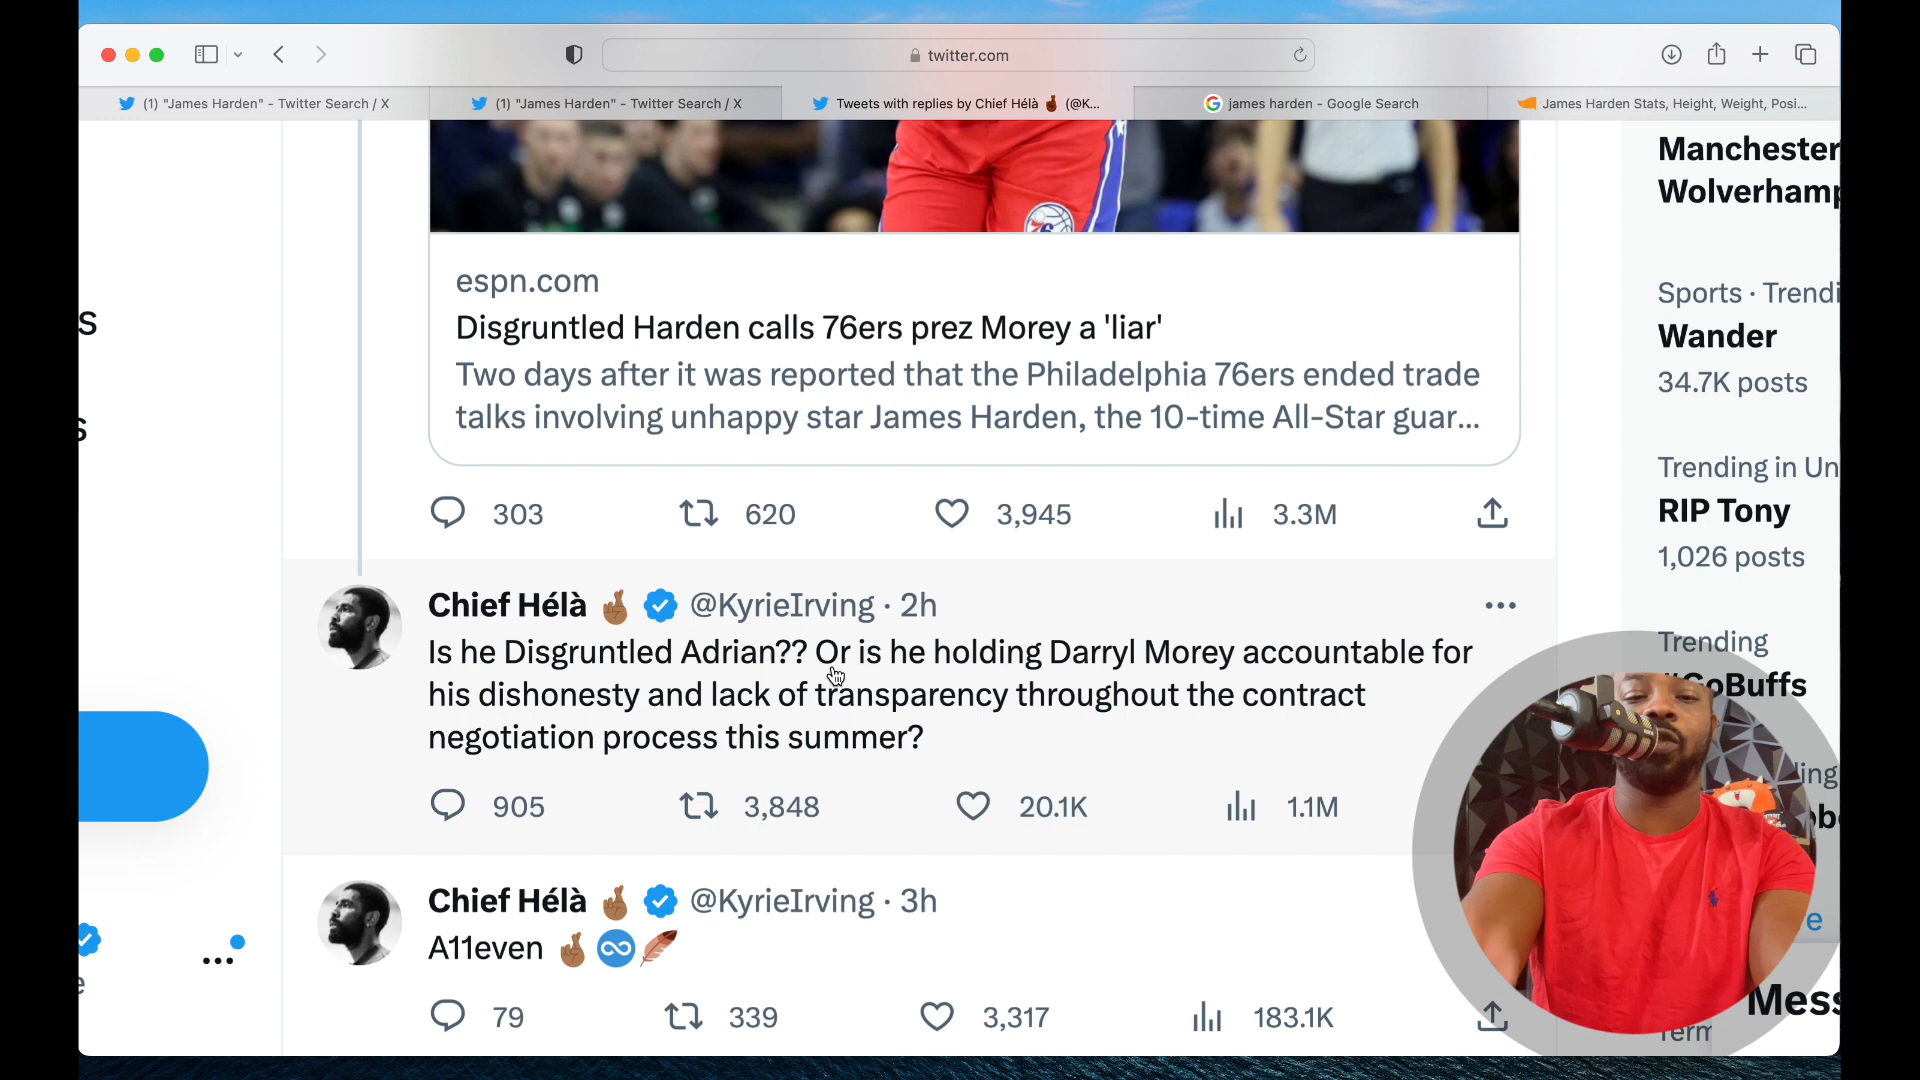 twitter.com
(1) "James Harden" - Twitter Search / X
(1) "James Harden" - Twitter Search / X
Tweets with replies by Chief Hélà 🤞🏾 (@K...
james harden - Google Search
James Harden Stats, Height, Weight, Posi...
espn.com
Disgruntled Harden calls 76ers prez Morey a 'liar'
Two days after it was reported that the Philadelphia 76ers ended trade
talks involving unhappy star James Harden, the 10-time All-Star guar...
303 620 3,945 3.3M
Chief Hélà 🤞🏾 @KyrieIrving · 2h
Is he Disgruntled Adrian?? Or is he holding Darryl Morey accountable for
his dishonesty and lack of transparency throughout the contract
negotiation process this summer?
905 3,848 20.1K 1.1M
Chief Hélà 🤞🏾 @KyrieIrving · 3h
A11even 🤞🏾♾️🪶
79 339 3,317 183.1K
Manchester
Wolverhamp
Sports · Trendi
Wander
34.7K posts
Trending in Un
RIP Tony
1,026 posts
Trending
GoBuffs
Mess